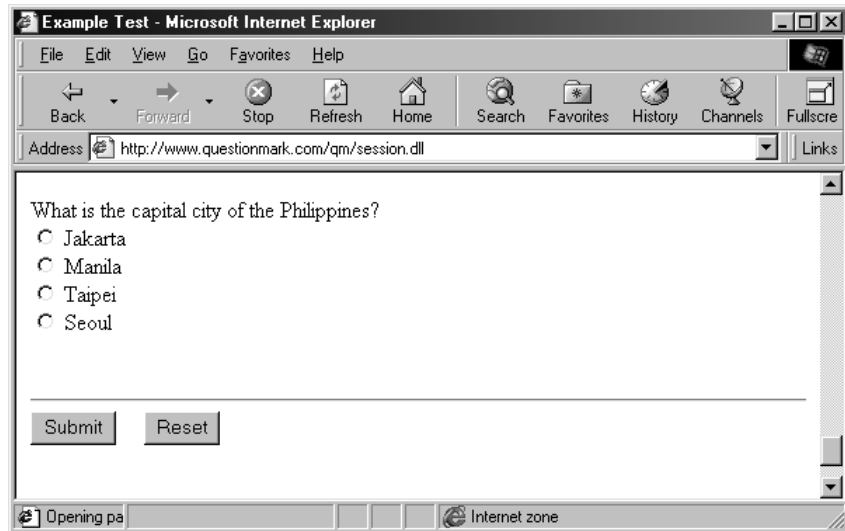 Example Test - Microsoft Internet Explorer
File Edit View Go Favorites Help
Back Forward Stop Refresh Home Search Favorites History Channels Fullscre
Address http://www.questionmark.com/qm/session.dll Links
What is the capital city of the Philippines?
Jakarta
Manila
Taipei
Seoul
Submit Reset
Opening pa Internet zone